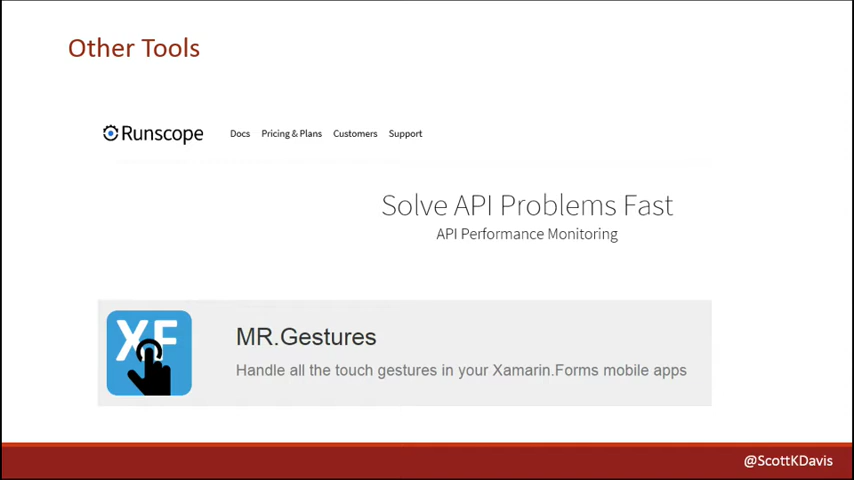 Other Tools
Runscope
Docs Pricing & Plans Customers Support
Solve API Problems Fast
API Performance Monitoring
XF
MR.Gestures
Handle all the touch gestures in your Xamarin.Forms mobile apps
@ScottKDavis